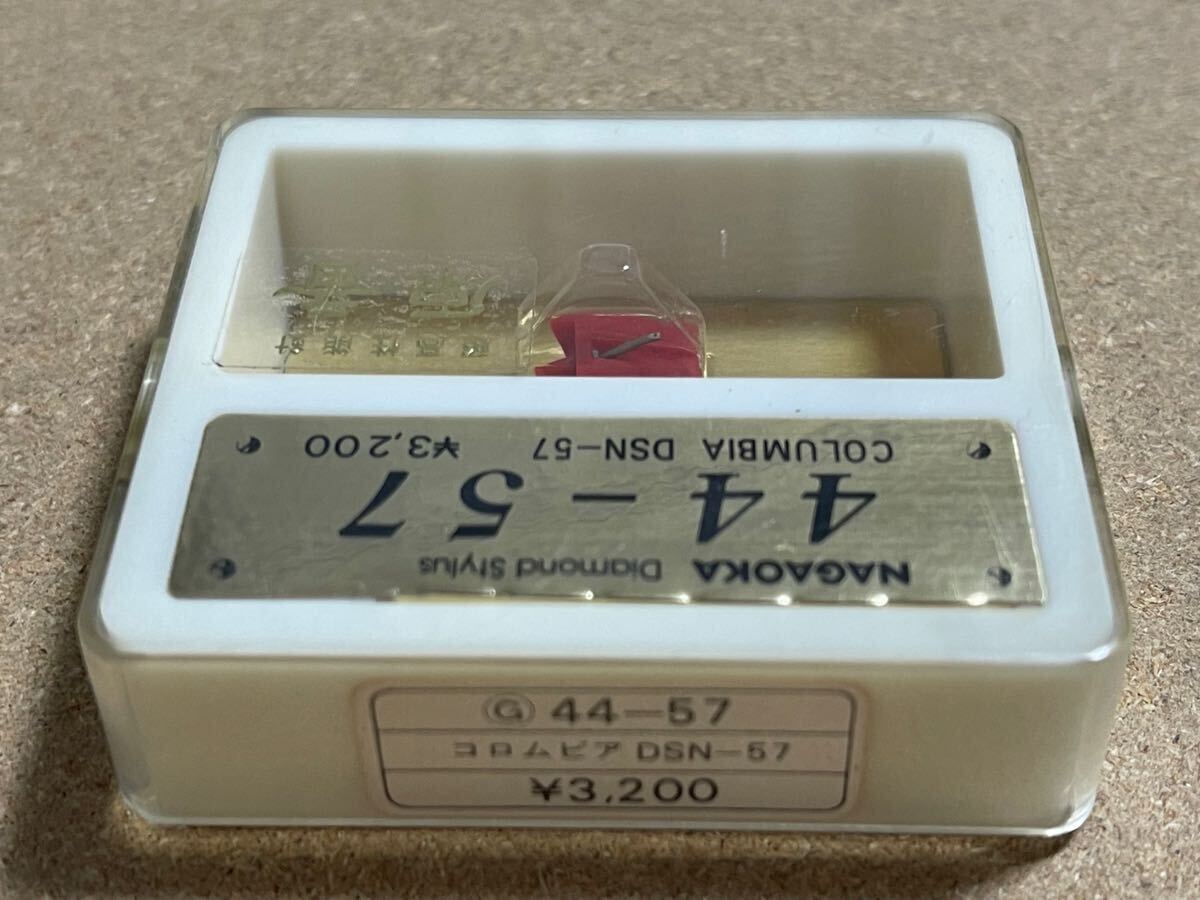 NAGAOKA Diamond Stylus
44-57
COLUMBIA DSN-57 ¥3,200
Ⓖ 44-57
コロムビア DSN-57
¥3,200